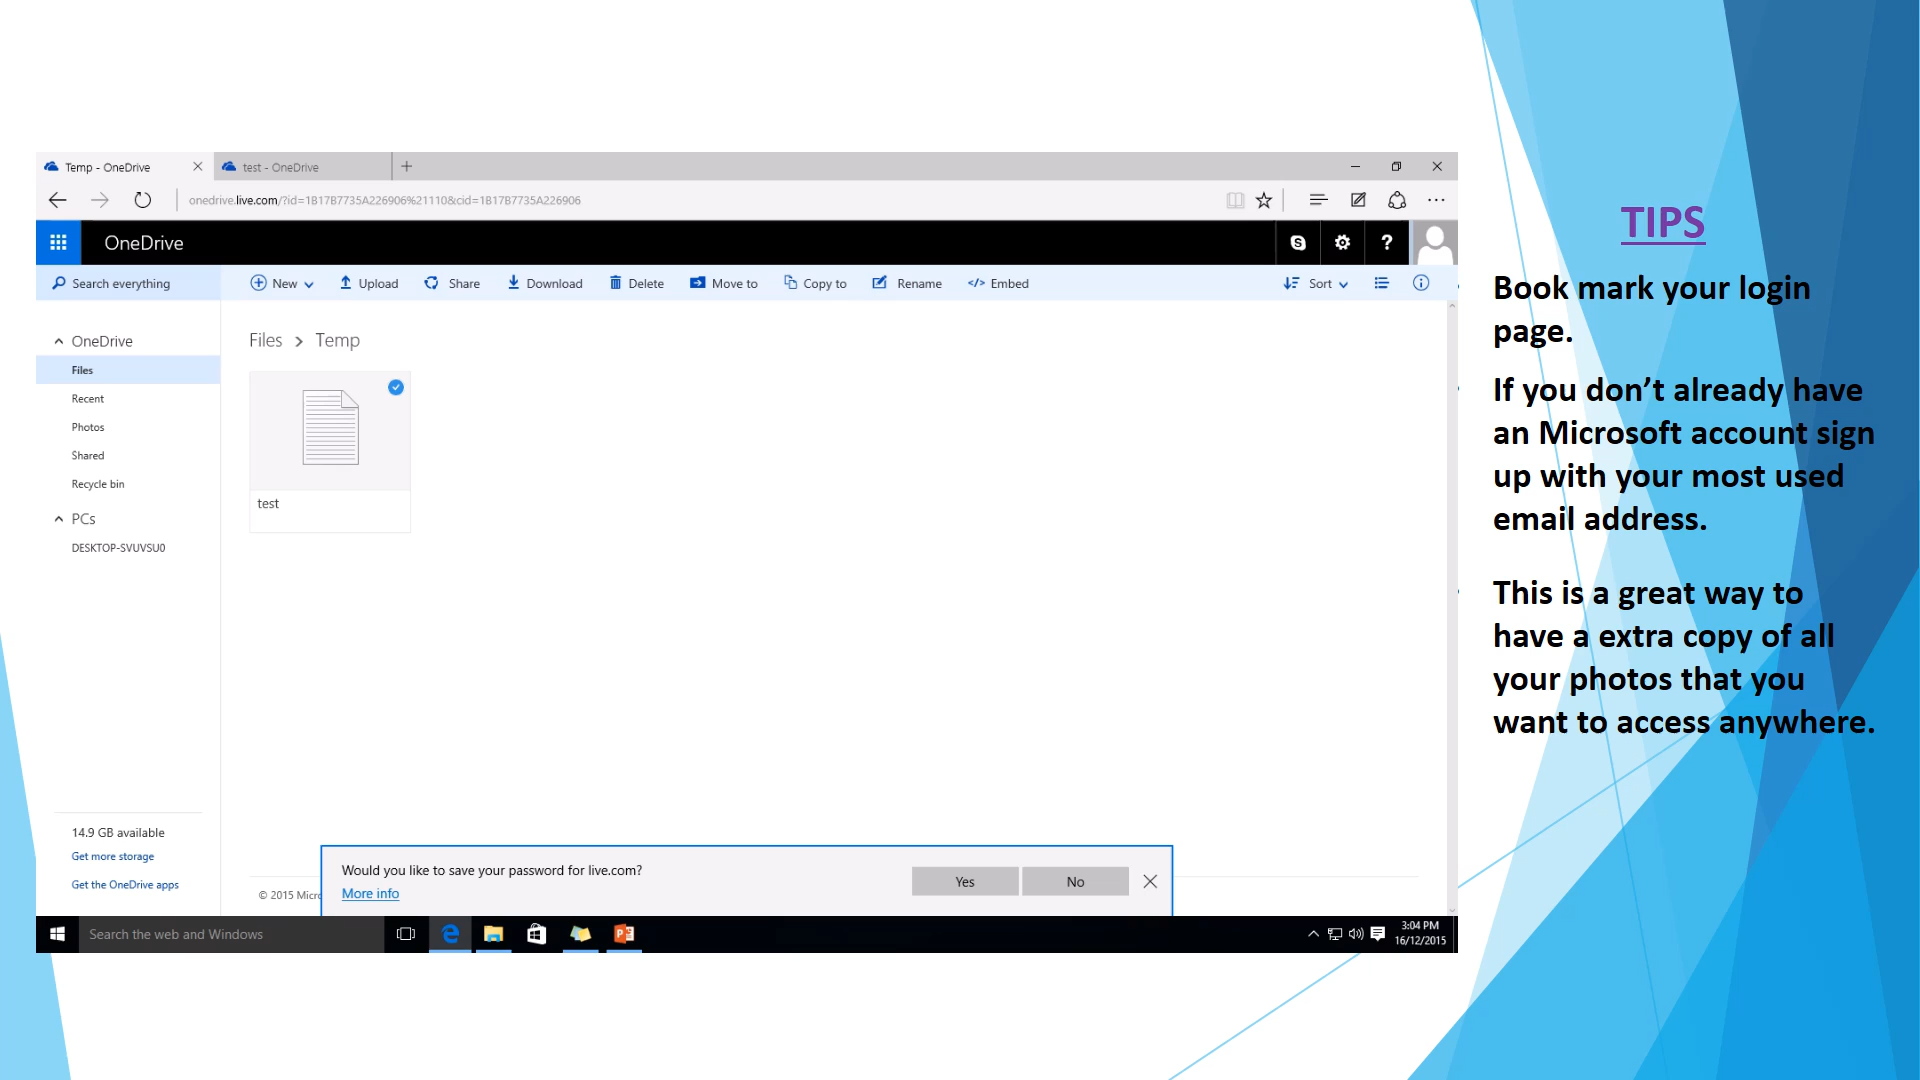 Temp - OneDrive
test - OneDrive
onedrive.live.com/?id=1B17B7735A226906%21110&cid=1B17B7735A226906
OneDrive
?
Search everything
New
Upload
Share
Download
Delete
Move to
Copy to
Rename
</> Embed
Sort
OneDrive
Files
Recent
Photos
Shared
Recycle bin
PCs
DESKTOP-SVUVSU0
Files > Temp
test
14.9 GB available
Get more storage
Get the OneDrive apps
© 2015 Micro
Would you like to save your password for live.com?
More info
Yes
No
Search the web and Windows
3:04 PM
16/12/2015
TIPS
Book mark your login
page.
If you don’t already have
an Microsoft account sign
up with your most used
email address.
This is a great way to
have a extra copy of all
your photos that you
want to access anywhere.